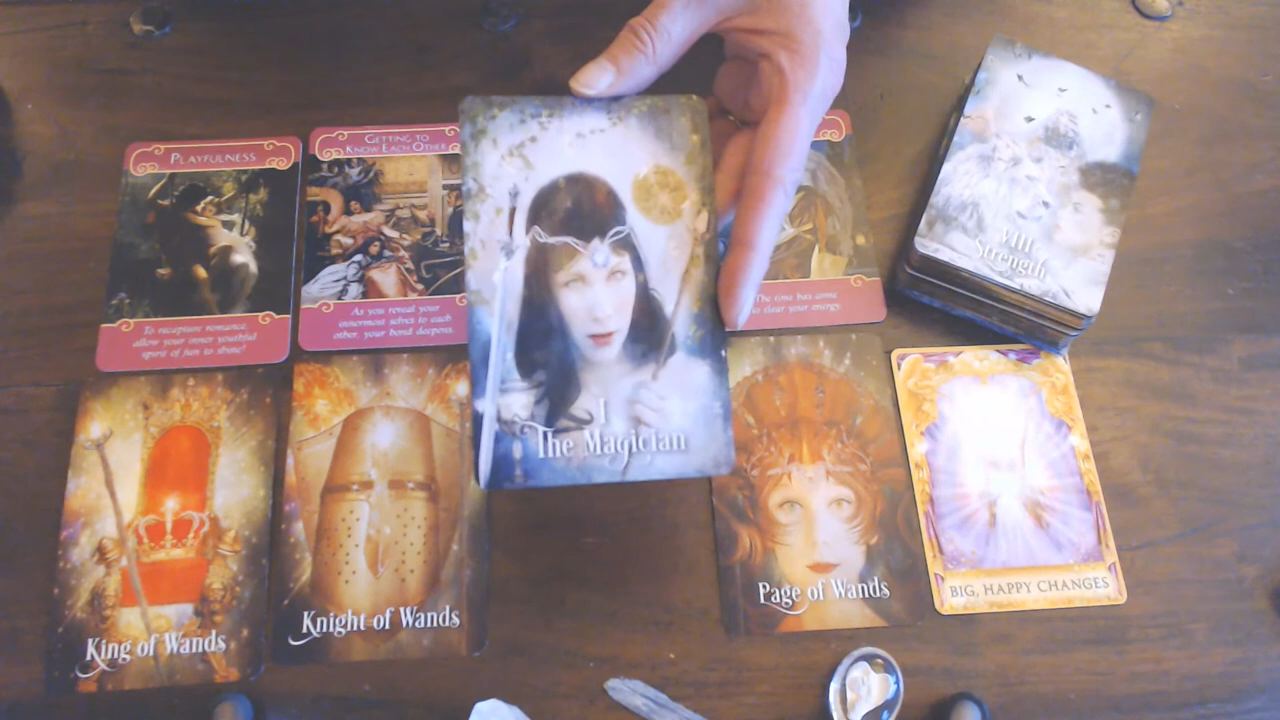 PLAYFULNESS
To recapture romance,
allow your inner youthful
spirit of fun to shine!
GETTING TO
KNOW EACH OTHER
As you reveal your
innermost selves to each
other, your bond deepens.
I
The Magician
The time has come
to clear your energy.
VIII
Strength
King of Wands
Knight of Wands
Page of Wands
BIG, HAPPY CHANGES